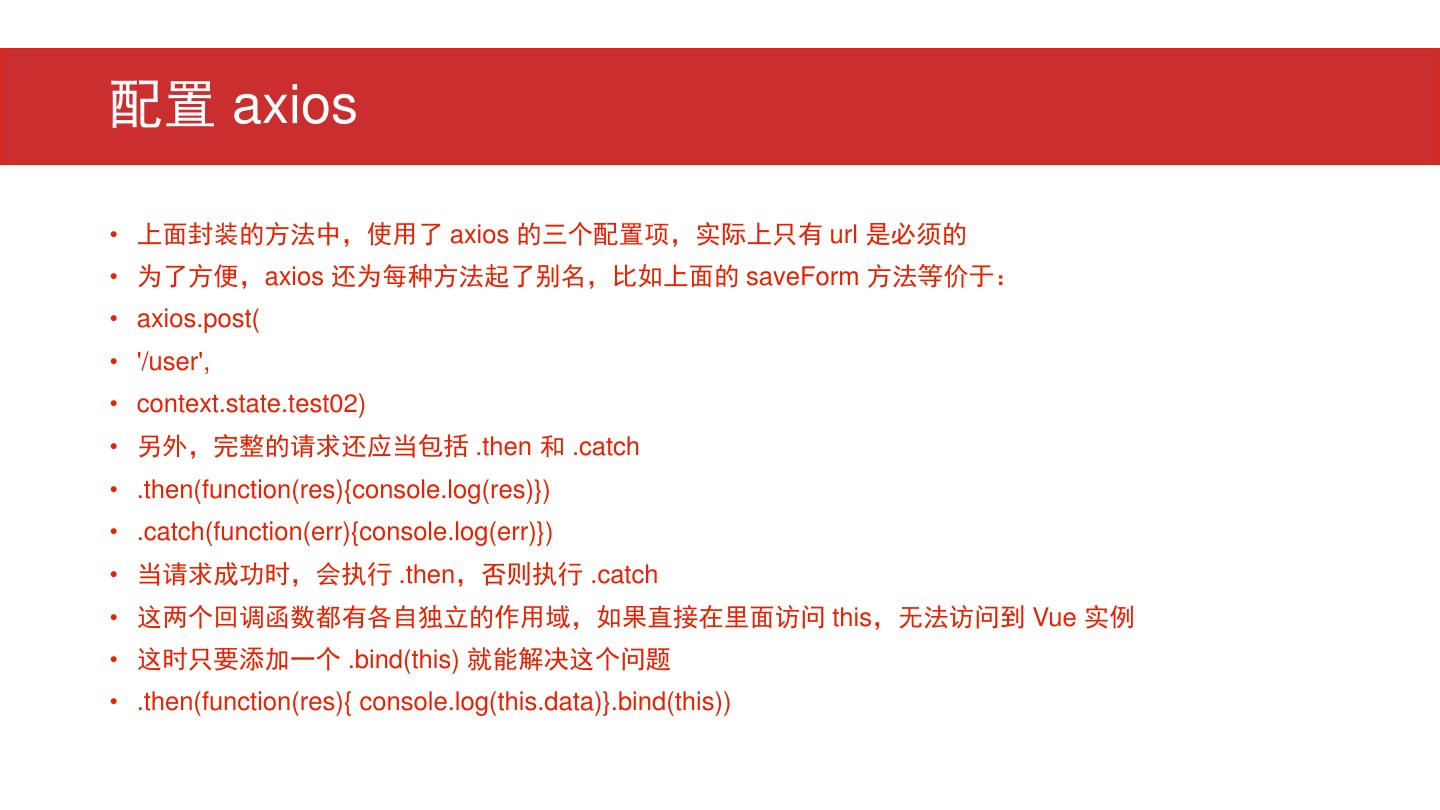 配置 axios
• 上面封装的方法中，使用了 axios 的三个配置项，实际上只有 url 是必须的
• 为了方便，axios 还为每种方法起了别名，比如上面的 saveForm 方法等价于：
• axios.post(
• '/user',
• context.state.test02)
• 另外，完整的请求还应当包括 .then 和 .catch
• .then(function(res){console.log(res)})
• .catch(function(err){console.log(err)})
• 当请求成功时，会执行 .then，否则执行 .catch
• 这两个回调函数都有各自独立的作用域，如果直接在里面访问 this，无法访问到 Vue 实例
• 这时只要添加一个 .bind(this) 就能解决这个问题
• .then(function(res){ console.log(this.data)}.bind(this))